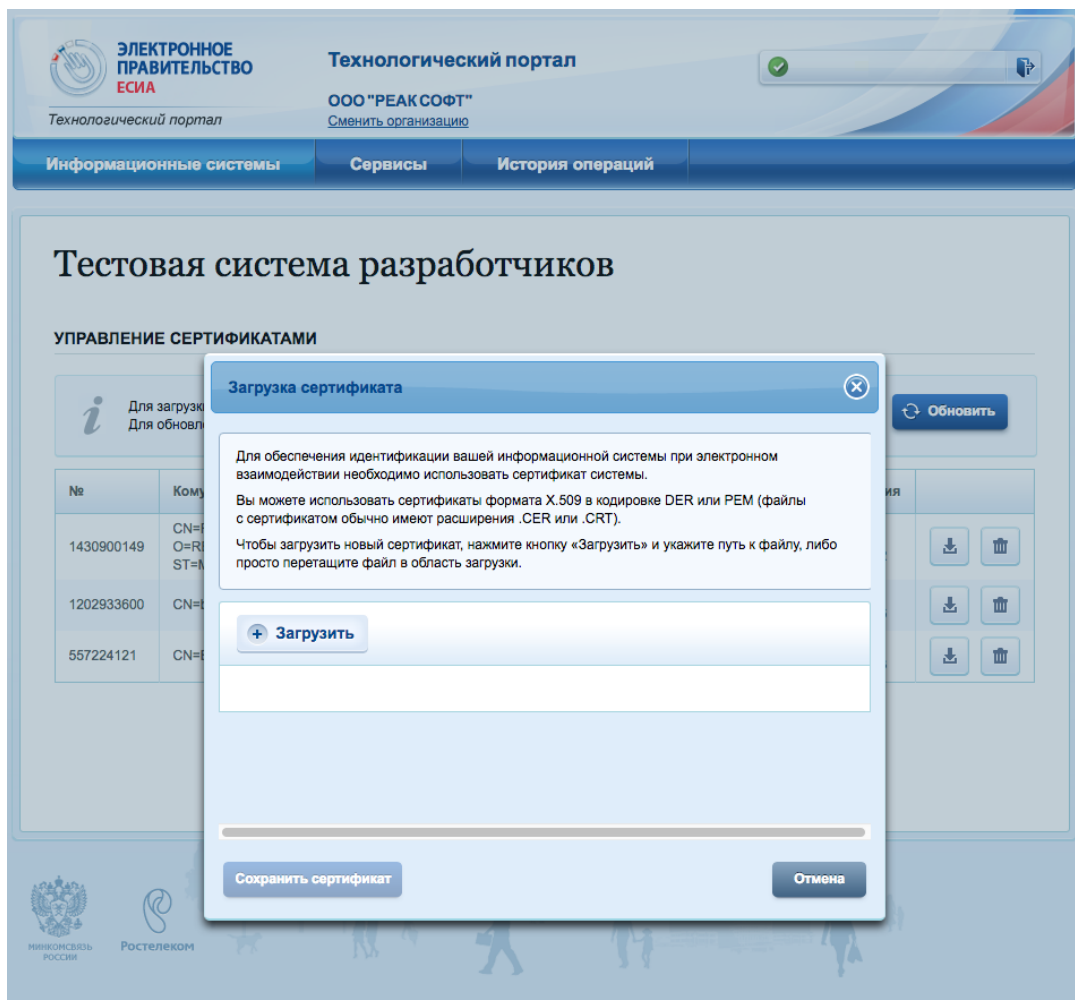 ЭЛЕКТРОННОЕ
ПРАВИТЕЛЬСТВО
ЕСИА
Технологический портал
Технологический портал
ООО "РЕАК СОФТ"
Сменить организацию
Информационные системы
Сервисы
История операций
Тестовая система разработчиков
УПРАВЛЕНИЕ СЕРТИФИКАТАМИ
Для
Для
Обновить
Загрузка сертификата
Для обеспечения идентификации вашей информационной системы при электронном
взаимодействии необходимо использовать сертификат системы.
Вы можете использовать сертификаты формата X.509 в кодировке DER или PEM (файлы
с сертификатом обычно имеют расширения .CER или .CRT).
Чтобы загрузить новый сертификат, нажмите кнопку «Загрузить» и укажите путь к файлу, либо
просто перетащите файл в область загрузки.
Загрузить
Сохранить сертификат
Отмена
№
1430900149
1202933600
557224121
МИНКОМСВЯЗЬ
РОССИИ
Ростелеком